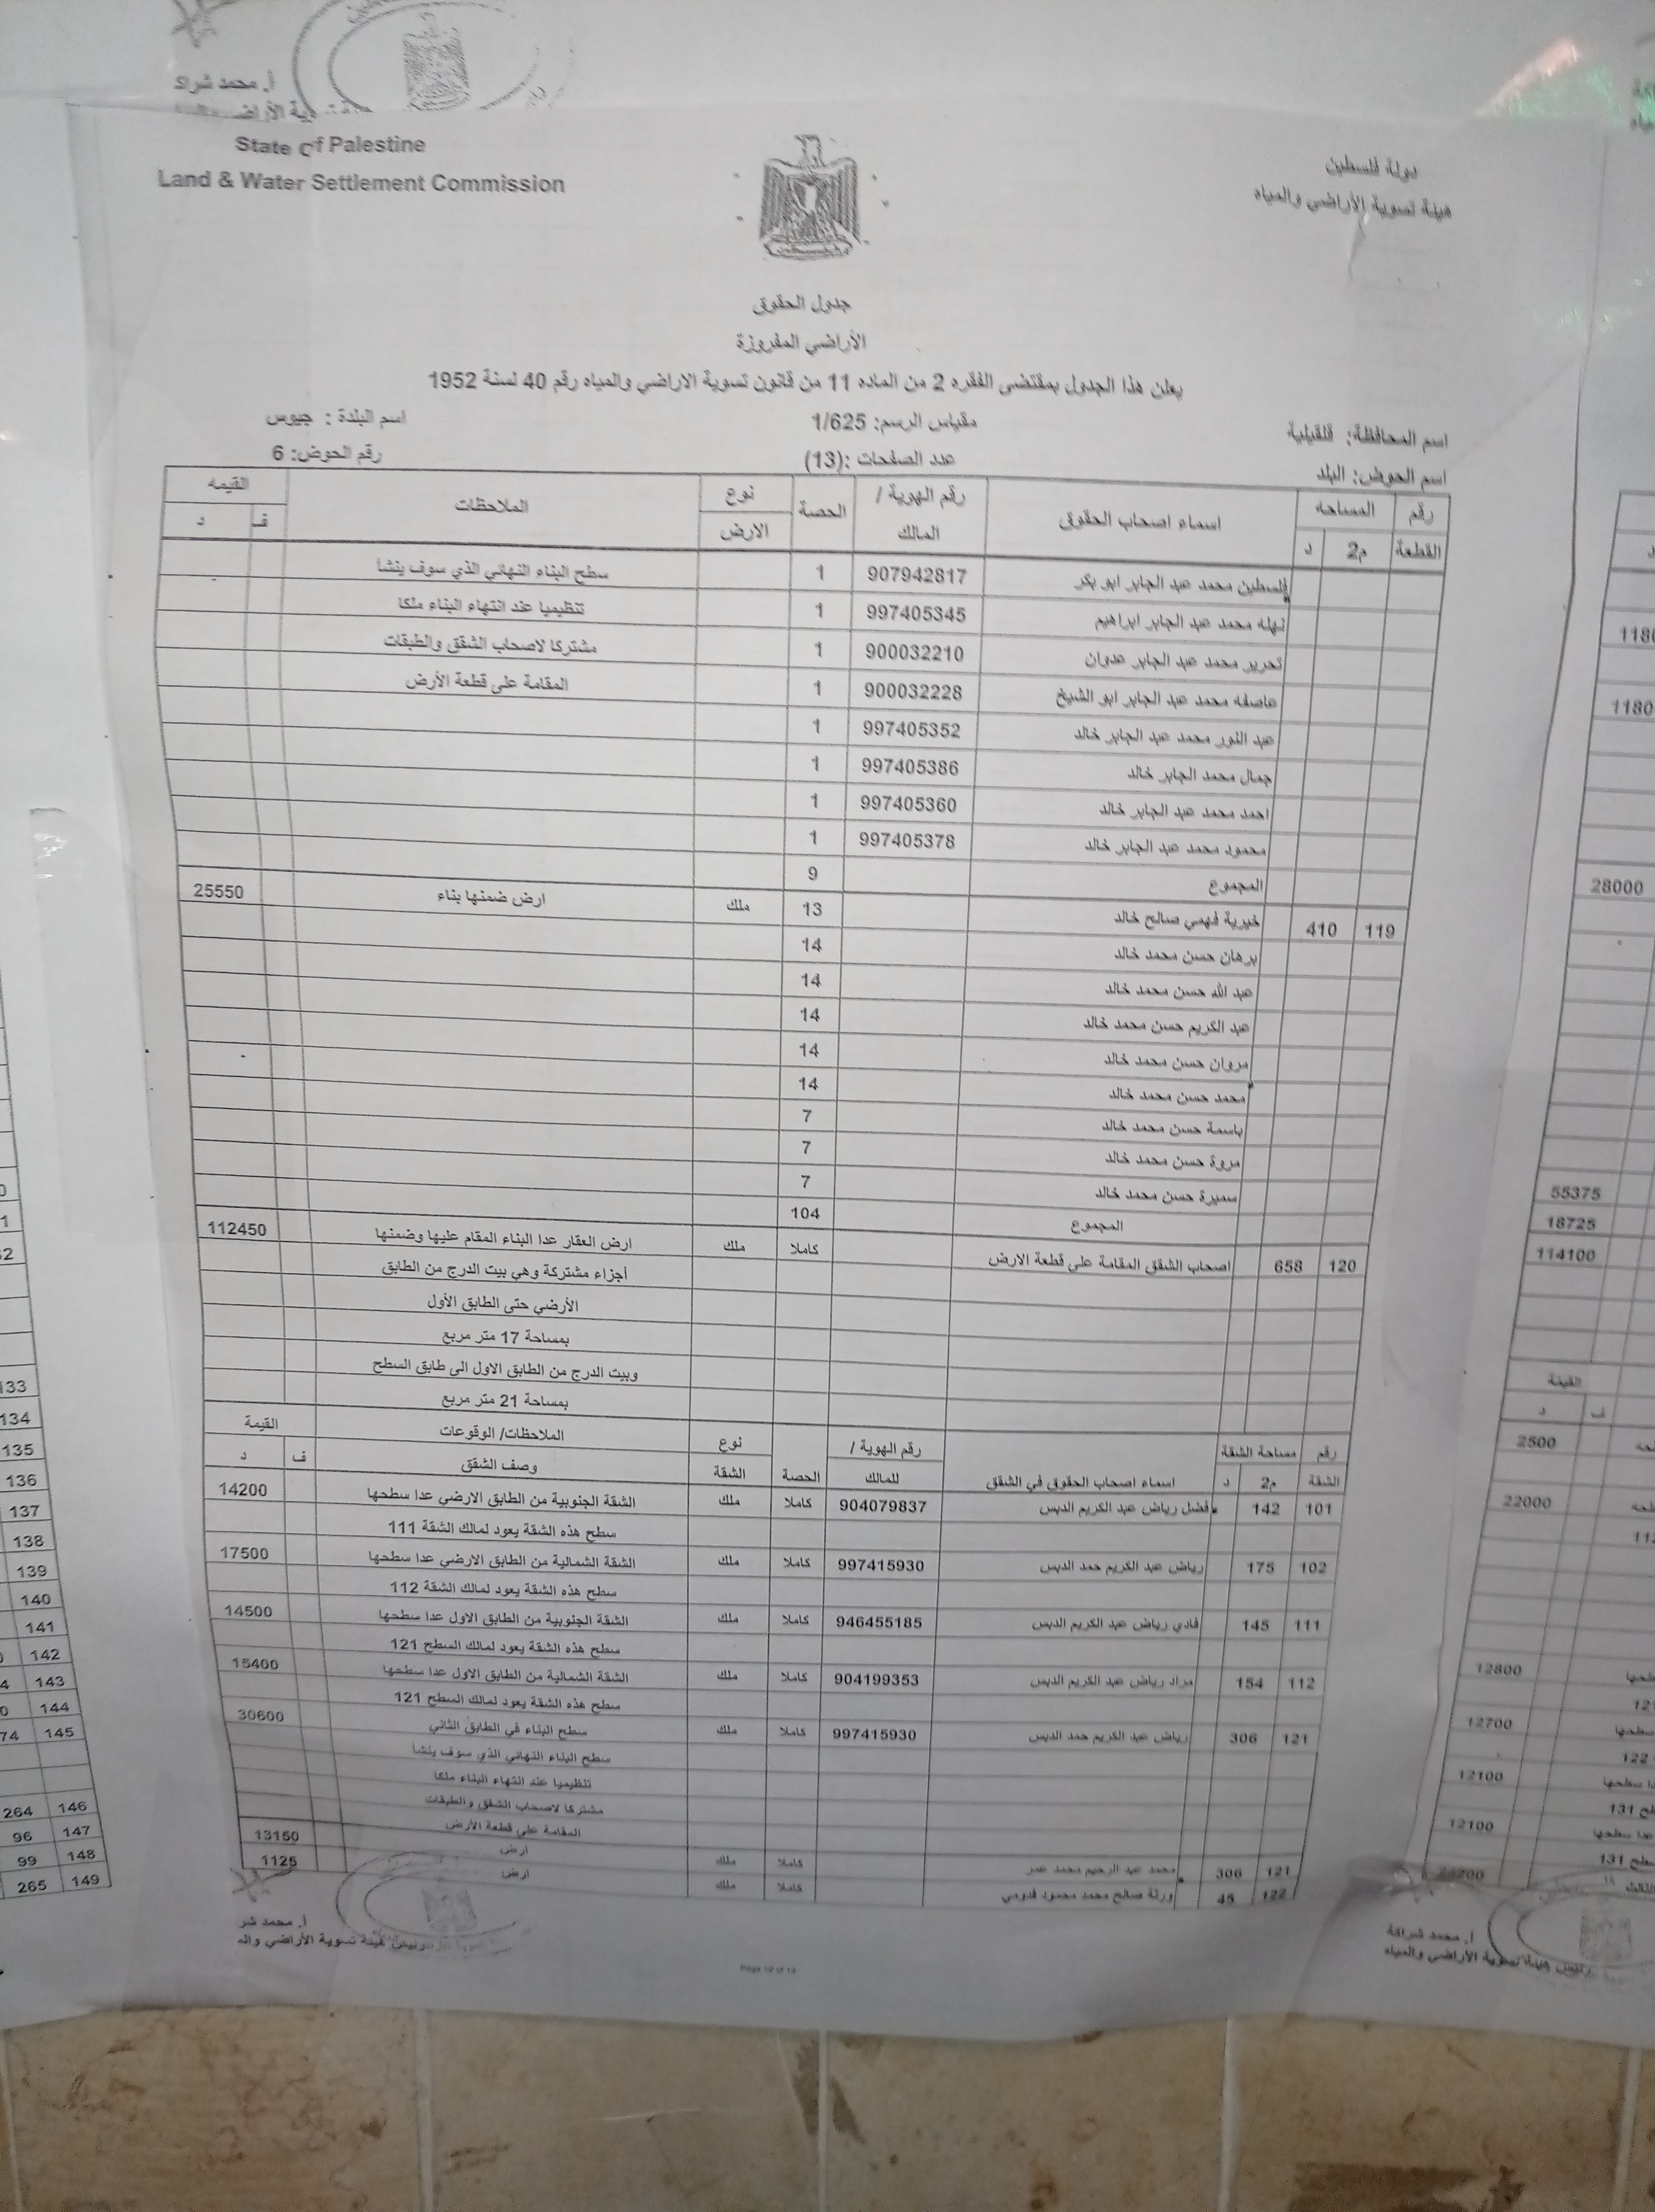 أ. محمد شراكة
State Of Palestine
Land & Water Settlement Commission
دولة فلسطين
هيئة تسوية الأراضي والمياه
جدول الحقوق
الأراضي المفروزة
يعلن هذا الجدول بمقتضى الفقره 2 من الماده 11 من قانون تسوية الاراضي والمياه رقم 40 لسنة 1952
اسم المحافظة: قلقيلية مقياس الرسم: 1/625 اسم البلدة : جيوس
اسم الحوض: البلد عدد الصفحات :(13) رقم الحوض: 6
رقم القطعة المساحه م2 د اسماء اصحاب الحقوق رقم الهوية / المالك الحصة نوع الارض الملاحظات القيمه ف د
فلسطين محمد عبد الجابر ابو بكر 907942817 1 سطح البناء النهائي الذي سوف ينشأ
نهله محمد عبد الجابر ابراهيم 997405345 1 تنظيميا عند انتهاء البناء ملكا
تحرير محمد عبد الجابر عدوان 900032210 1 مشتركا لاصحاب الشقق والطبقات
عاصفه محمد عبد الجابر ابو الشيخ 900032228 1 المقامة على قطعة الأرض
عبد النور محمد عبد الجابر خالد 997405352 1
جمال محمد الجابر خالد 997405386 1
احمد محمد عبد الجابر خالد 997405360 1
محمود محمد عبد الجابر خالد 997405378 1
المجموع 9
119 410 خيرية فهمي صالح خالد 13 ملك ارض ضمنها بناء 25550
برهان حسن محمد خالد 14
عبد الله حسن محمد خالد 14
عبد الكريم حسن محمد خالد 14
مروان حسن محمد خالد 14
محمد حسن محمد خالد 14
باسمة حسن محمد خالد 7
مروة حسن محمد خالد 7
سميرة حسن محمد خالد 7
المجموع 104
120 658 اصحاب الشقق المقامة على قطعة الارض كاملا ملك ارض العقار عدا البناء المقام عليها وضمنها 112450
أجزاء مشتركة وهي بيت الدرج من الطابق
الأرضي حتى الطابق الأول
بمساحة 17 متر مربع
وبيت الدرج من الطابق الاول الى طابق السطح
بمساحة 21 متر مربع
رقم الشقة مساحة الشقة م2 د اسماء اصحاب الحقوق في الشقق رقم الهوية / للمالك الحصة نوع الشقة الملاحظات/ الوقوعات وصف الشقق القيمة ف د
101 142 فضل رياض عبد الكريم الدبس 904079837 كاملا ملك الشقة الجنوبية من الطابق الارضي عدا سطحها 14200
سطح هذه الشقة يعود لمالك الشقة 111
102 175 رياض عبد الكريم حمد الدبس 997415930 كاملا ملك الشقة الشمالية من الطابق الارضي عدا سطحها 17500
سطح هذه الشقة يعود لمالك الشقة 112
111 145 فادي رياض عبد الكريم الدبس 946455185 كاملا ملك الشقة الجنوبية من الطابق الاول عدا سطحها 14500
سطح هذه الشقة يعود لمالك السطح 121
112 154 مراد رياض عبد الكريم الدبس 904199353 كاملا ملك الشقة الشمالية من الطابق الاول عدا سطحها 15400
سطح هذه الشقة يعود لمالك السطح 121
121 306 رياض عبد الكريم حمد الدبس 997415930 كاملا ملك سطح البناء في الطابق الثاني 30600
سطح البناء النهائي الذي سوف ينشأ
تنظيميا عند انتهاء البناء ملكا
مشتركا لاصحاب الشقق والطبقات
المقامة على قطعة الأرض
121 306 محمد عبد الرحيم محمد عمر كاملا ملك ارض 13150
122 45 ورثة صالح محمد محمود قدومي كاملا ملك ارض 1125
أ. محمد شر
رئيس هيئة تسوية الأراضي والم
Page 10 of 13
133
134
135
136
137
138
139
140
141
142
143
144
145
264 146
96 147
99 148
265 149
1180
28000
55375
18725
114100
القيمة
ف د
2500
22000
12800
12700
12100
12100
أ. محمد شراكة
رئيس هيئة تسوية الأراضي والمياه